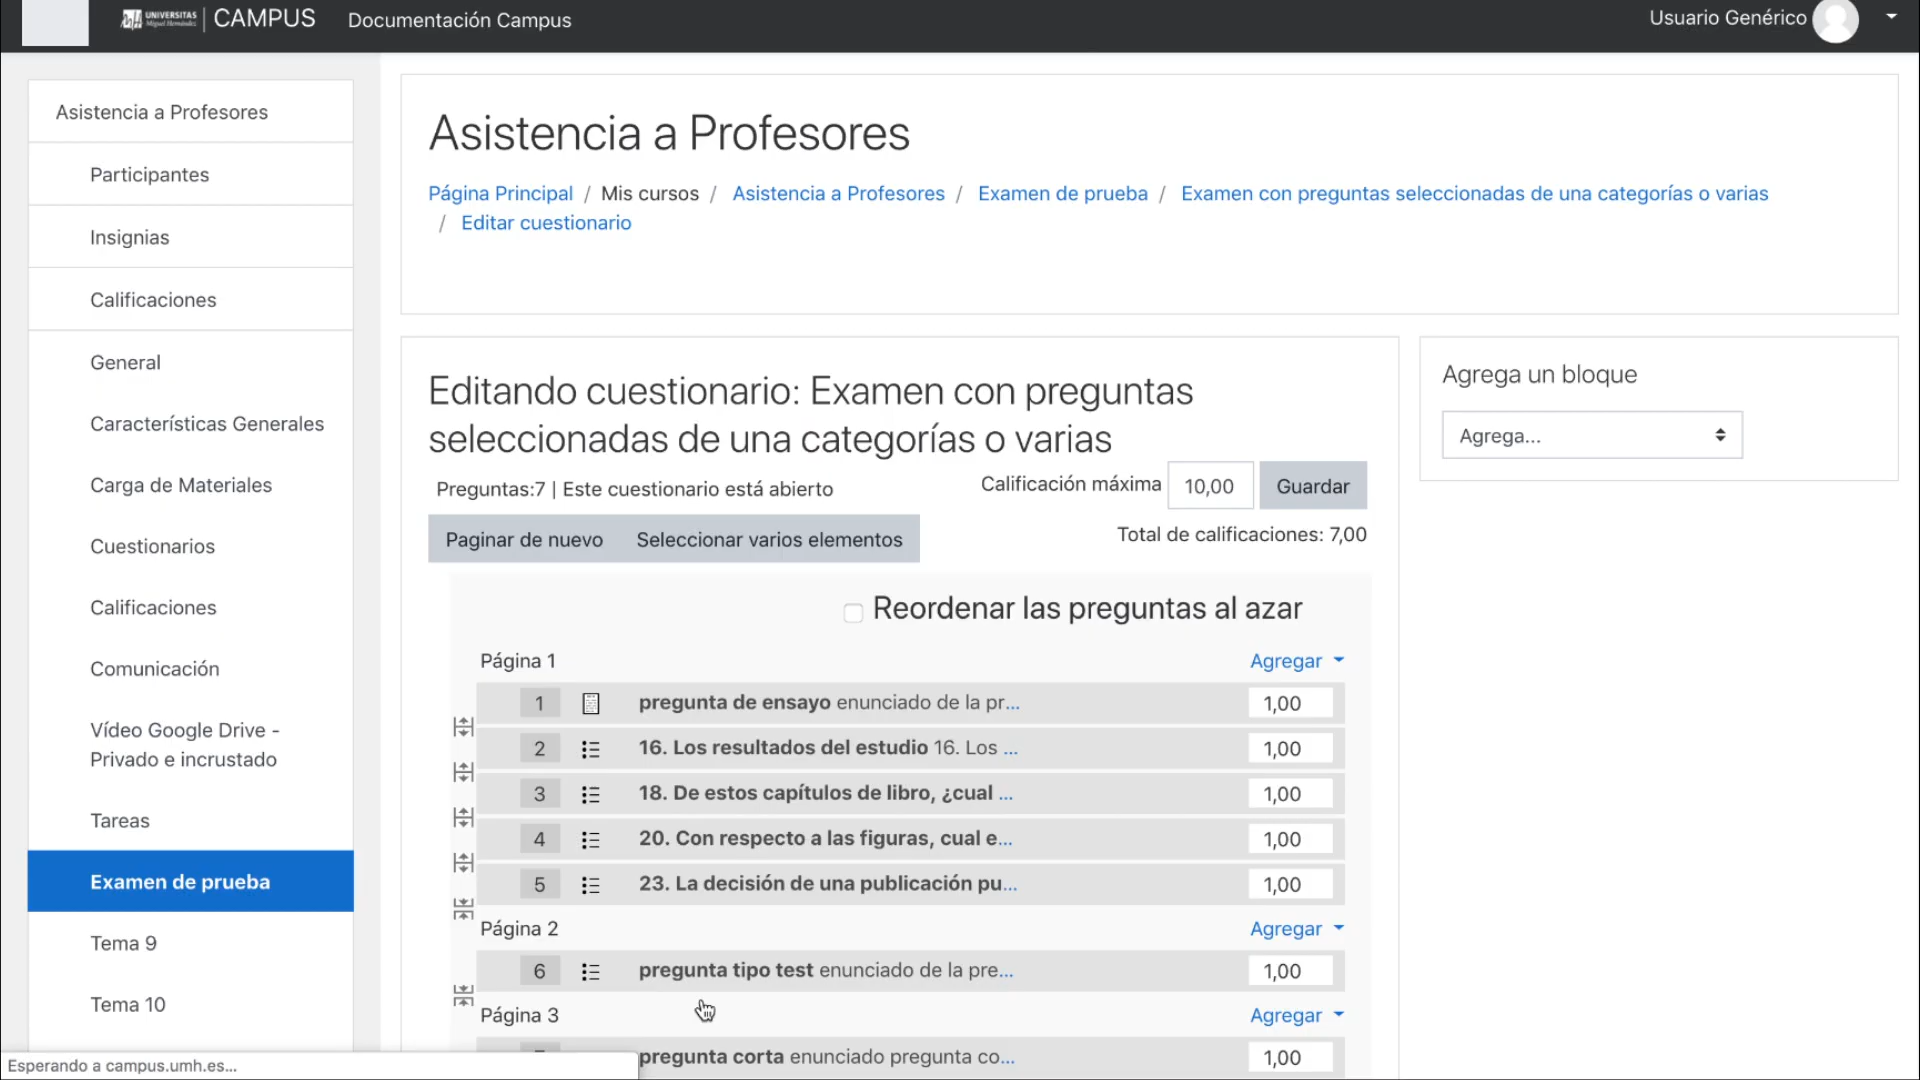 UNIVERSITAS
Miguel Hernández
CAMPUS
Documentación Campus
Usuario Genérico
Asistencia a Profesores
Participantes
Insignias
Calificaciones
General
Características Generales
Carga de Materiales
Cuestionarios
Calificaciones
Comunicación
Vídeo Google Drive -
Privado e incrustado
Tareas
Examen de prueba
Tema 9
Tema 10
Asistencia a Profesores
Página Principal / Mis cursos / Asistencia a Profesores / Examen de prueba / Examen con preguntas seleccionadas de una categorías o varias
/ Editar cuestionario
Editando cuestionario: Examen con preguntas
seleccionadas de una categorías o varias
Preguntas:7 | Este cuestionario está abierto
Calificación máxima 10,00 Guardar
Paginar de nuevo Seleccionar varios elementos
Total de calificaciones: 7,00
Reordenar las preguntas al azar
Página 1 Agregar
1 pregunta de ensayo enunciado de la pr... 1,00
2 16. Los resultados del estudio 16. Los ... 1,00
3 18. De estos capítulos de libro, ¿cual ... 1,00
4 20. Con respecto a las figuras, cual e... 1,00
5 23. La decisión de una publicación pu... 1,00
Página 2 Agregar
6 pregunta tipo test enunciado de la pre... 1,00
Página 3 Agregar
pregunta corta enunciado pregunta co... 1,00
Agrega un bloque
Agrega...
Esperando a campus.umh.es...